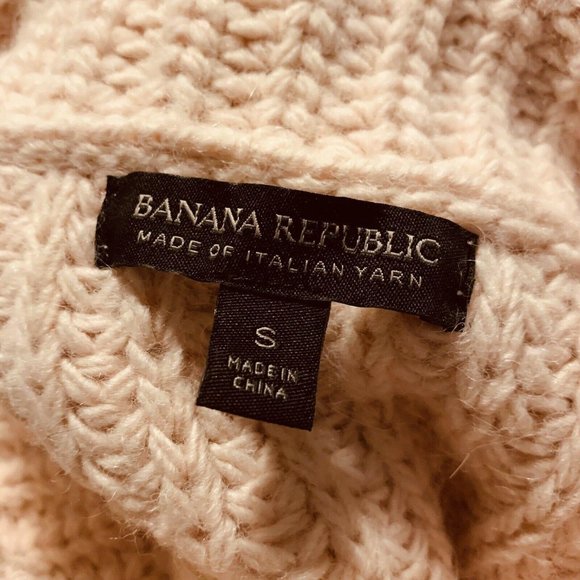 BANANA REPUBLIC
MADE OF ITALIAN YARN
S
MADE IN
CHINA